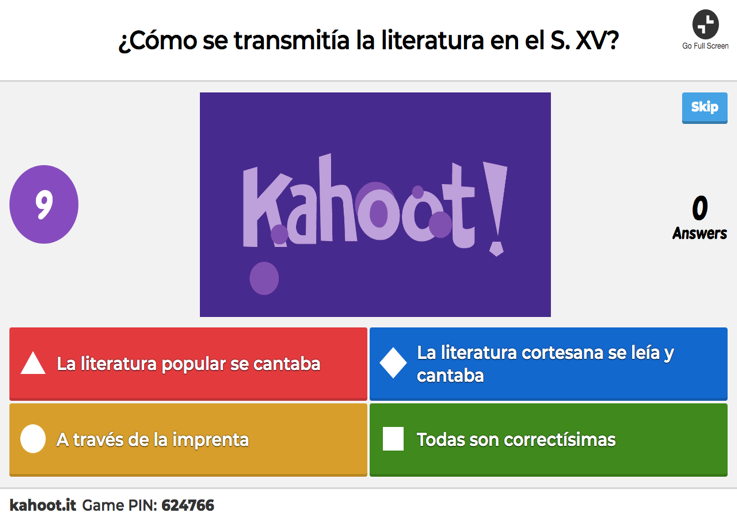 ¿Cómo se transmitía la literatura en el S. XV?
Go Full Screen
Skip
9
Kahoot!
0
Answers
La literatura popular se cantaba
La literatura cortesana se leía y
cantaba
A través de la imprenta
Todas son correctísimas
kahoot.it Game PIN: 624766